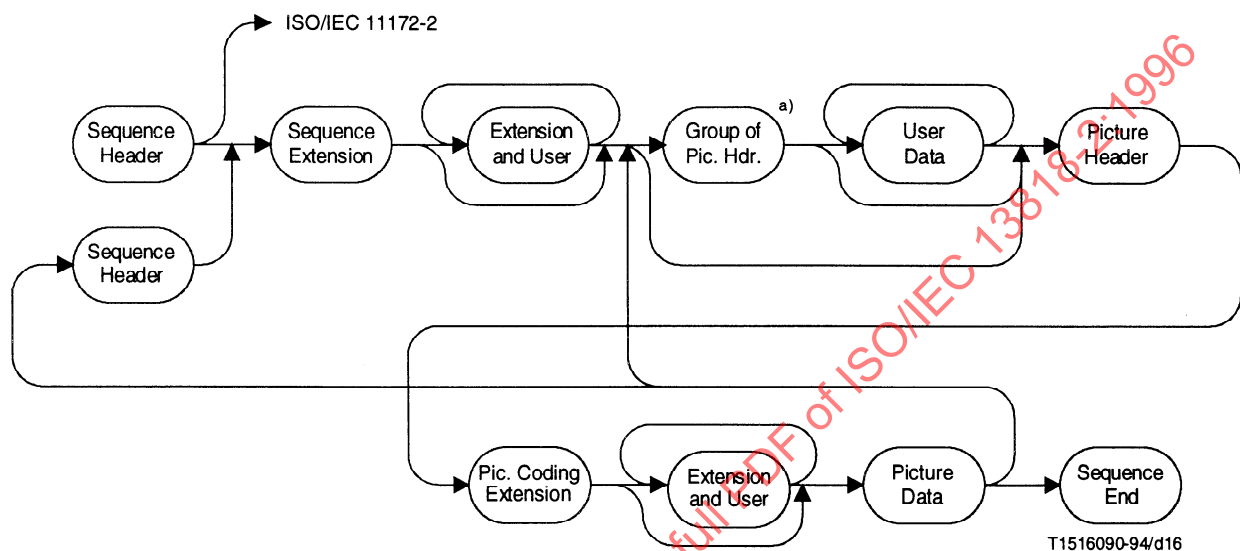 ISO/IEC 11172-2
Sequence
Header
Sequence
Extension
Extension
and User
Group of
Pic. Hdr.
a)
User
Data
Picture
Header
Sequence
Header
Pic. Coding
Extension
Extension
and User
Picture
Data
Sequence
End
T1516090-94/d16
full PDF of ISO/IEC 13818-2:1996